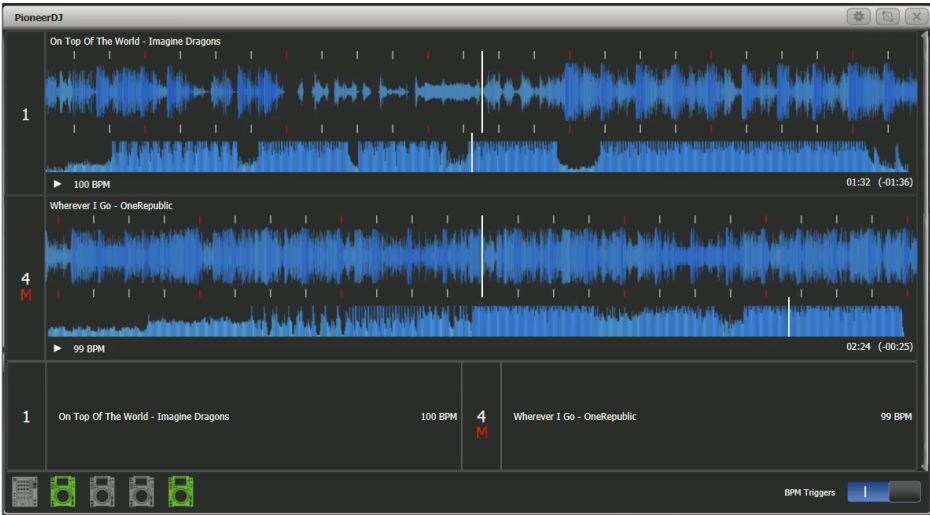 PioneerDJ
On Top Of The World - Imagine Dragons
1
100 BPM 01:32 (-01:36)
Wherever I Go - OneRepublic
4
M
99 BPM 02:24 (-00:25)
1 On Top Of The World - Imagine Dragons 100 BPM 4 Wherever I Go - OneRepublic 99 BPM
M
BPM Triggers